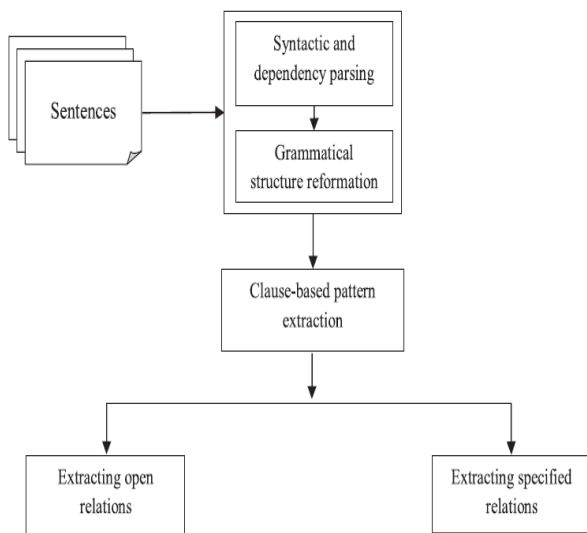 Sentences
Syntactic and
dependency parsing
Grammatical
structure reformation
Clause-based pattern
extraction
Extracting open
relations
Extracting specified
relations